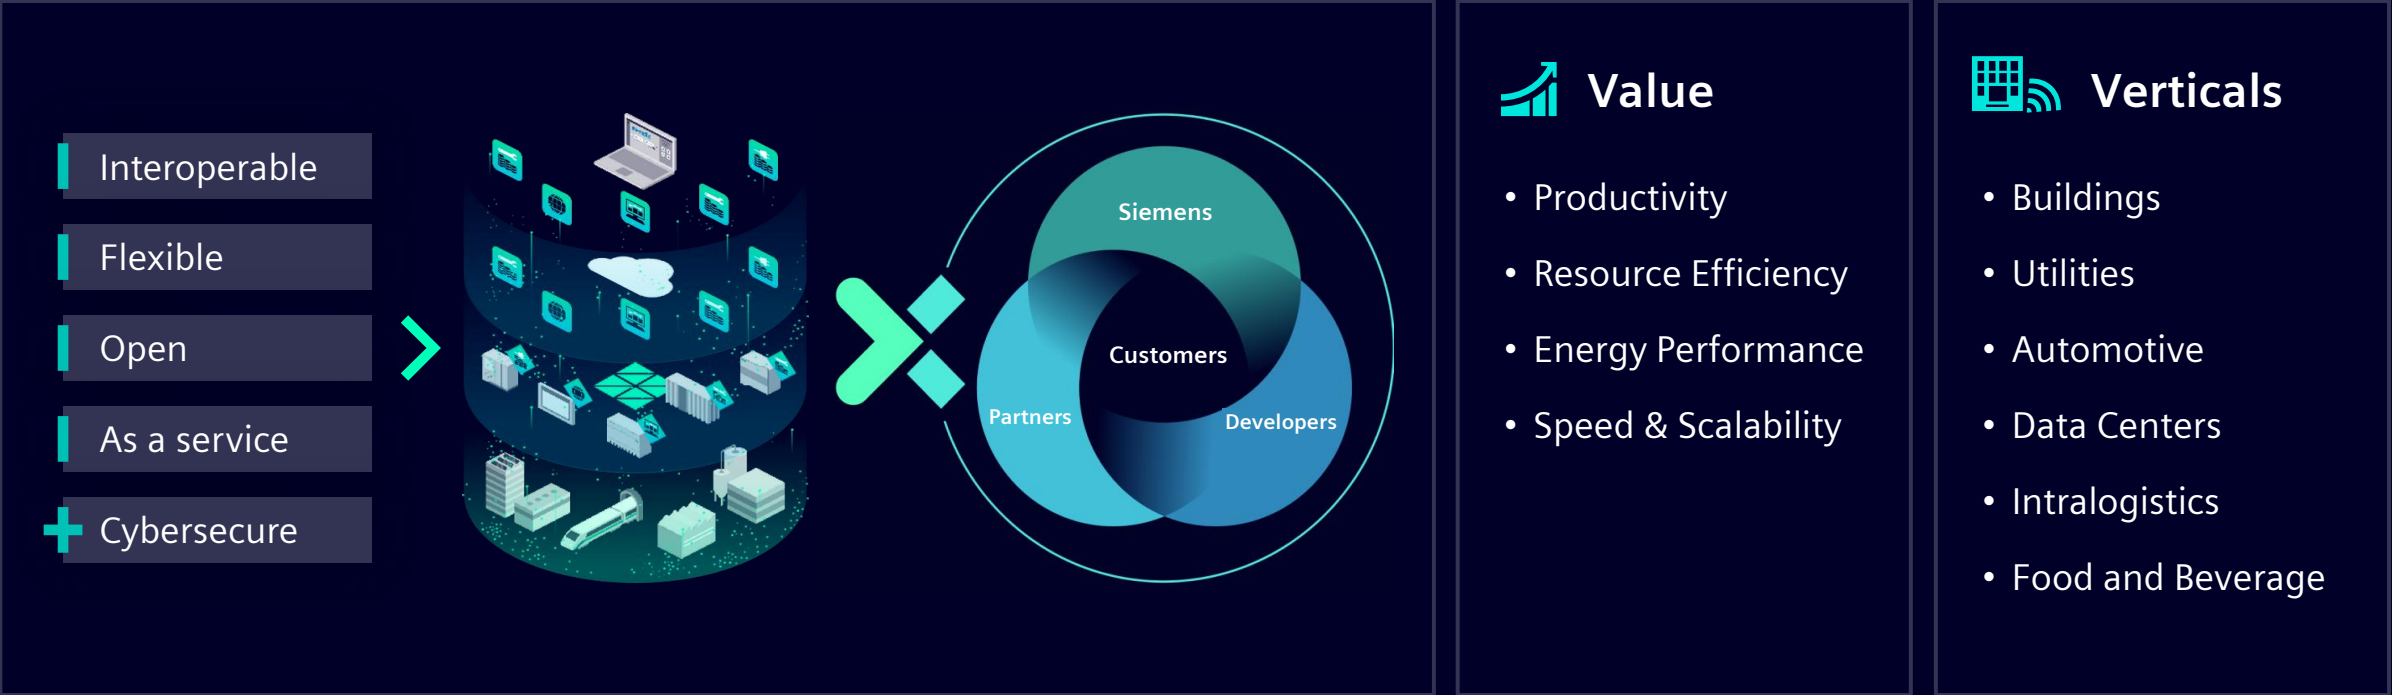 Interoperable
Flexible
Open
As a service
Cybersecure
Siemens
Customers
Partners
Developers
Value
• Productivity
• Resource Efficiency
• Energy Performance
• Speed & Scalability
Verticals
• Buildings
• Utilities
• Automotive
• Data Centers
• Intralogistics
• Food and Beverage